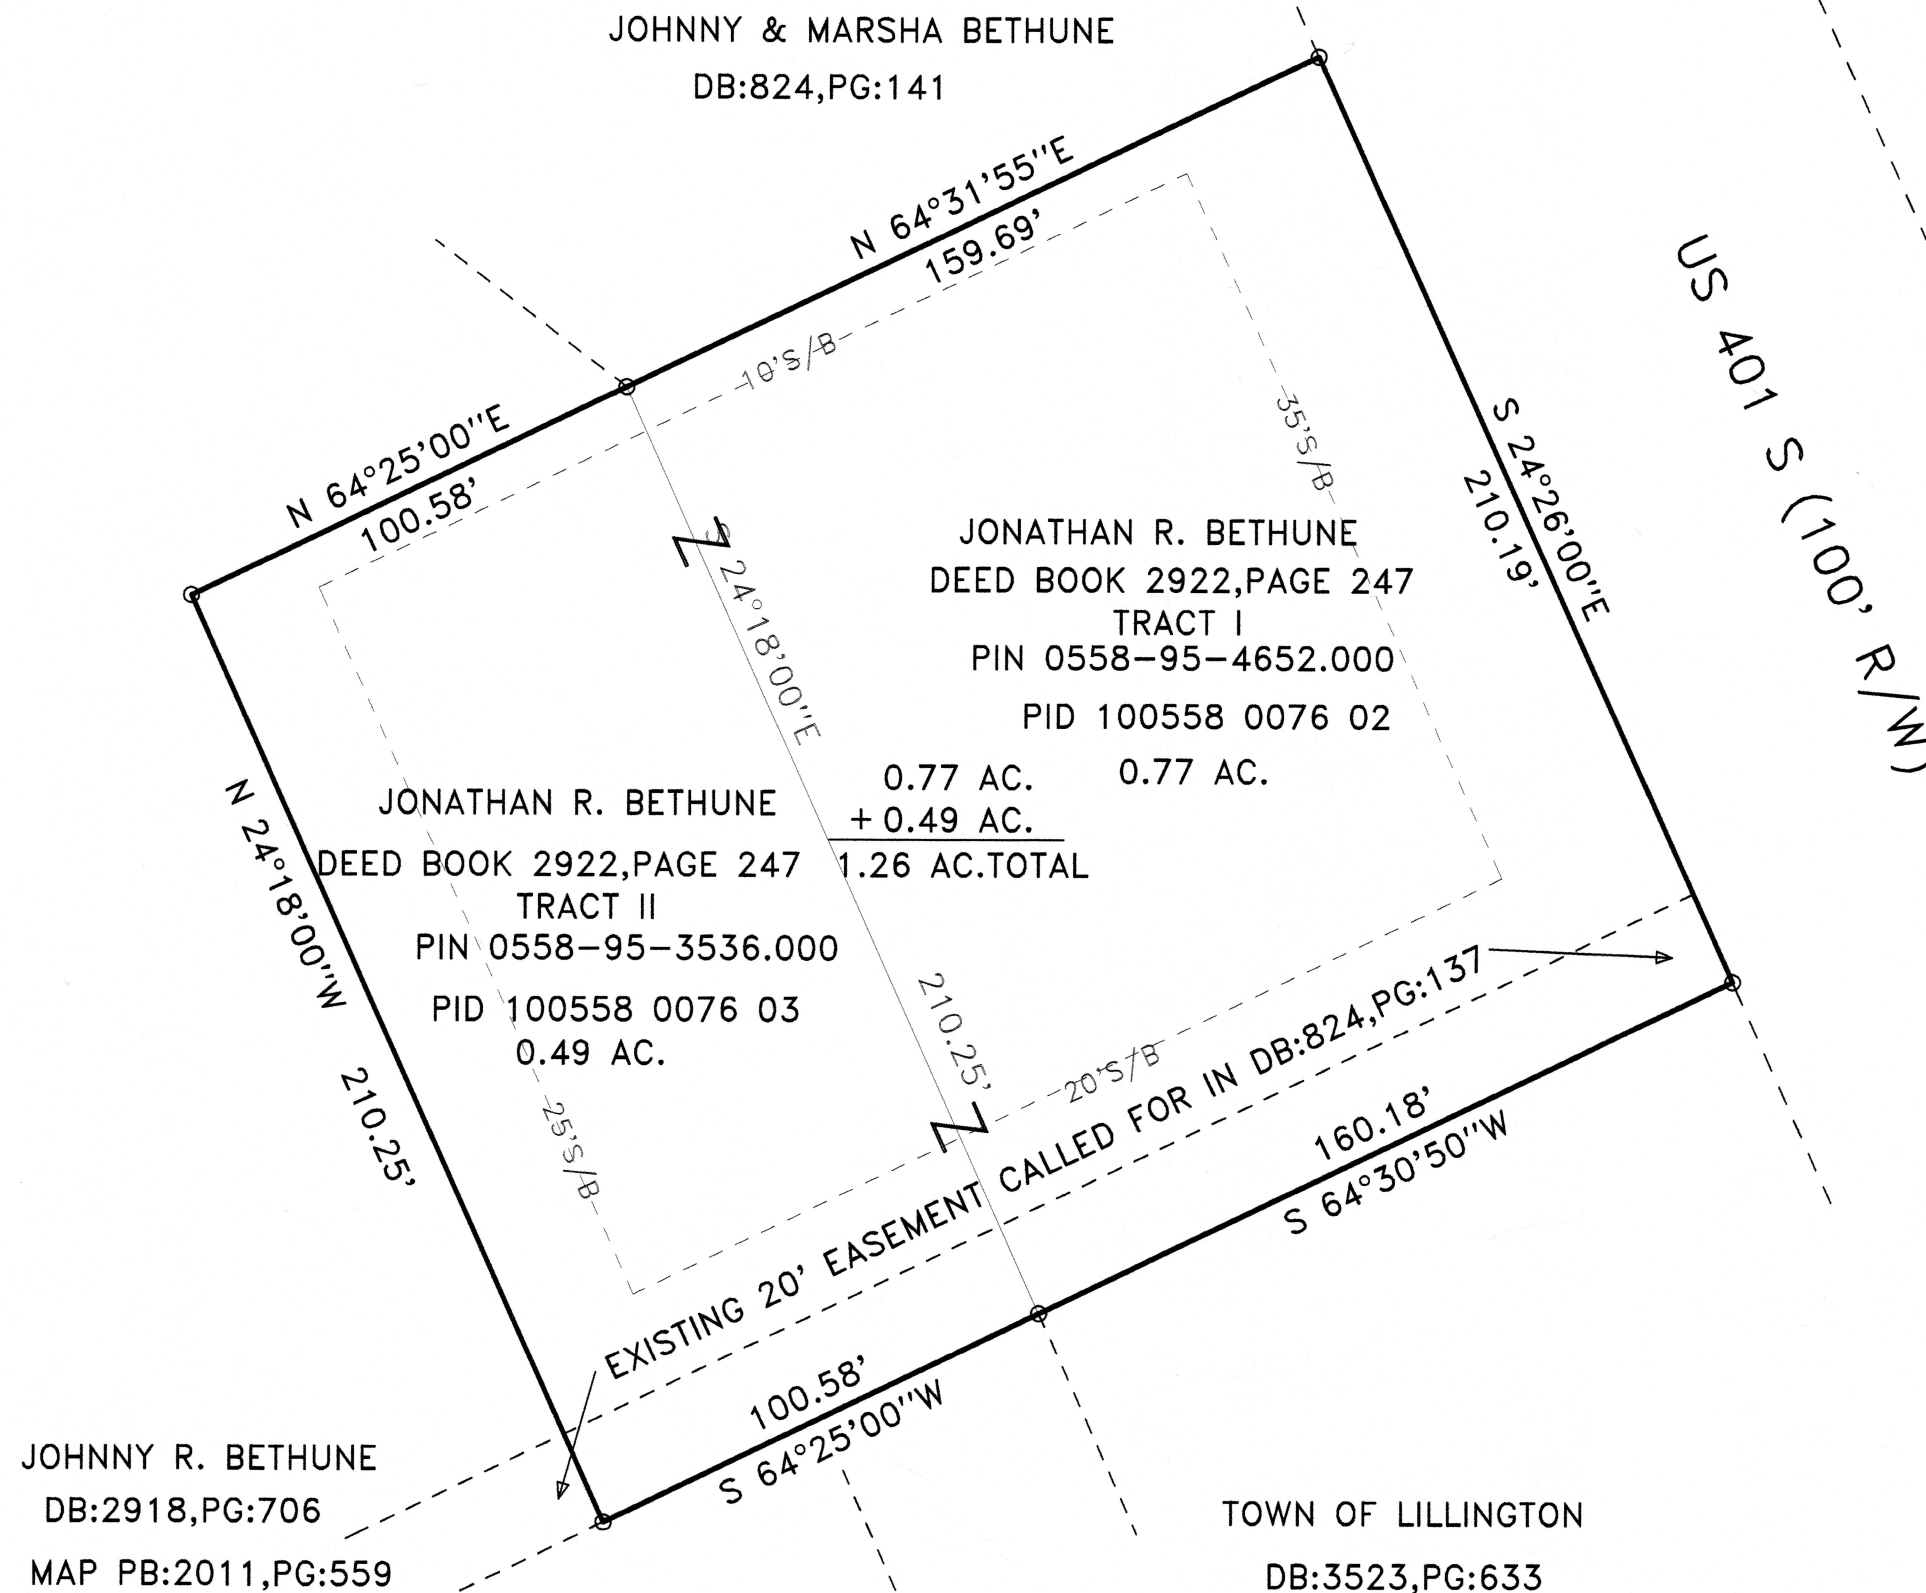 JOHNNY & MARSHA BETHUNE
DB:824,PG:141
N 64°31'55"E
159.69'
10'S/B
N 64°25'00"E
100.58'
35'S/B
US 401 S (100' R/W)
S 24°26'00"E
210.19'
S 24°18'00"E
210.25'
JONATHAN R. BETHUNE
DEED BOOK 2922,PAGE 247
TRACT I
PIN 0558-95-4652.000
PID 100558 0076 02
0.77 AC.
0.77 AC.
+ 0.49 AC.
1.26 AC.TOTAL
N 24°18'00"W
210.25'
JONATHAN R. BETHUNE
DEED BOOK 2922,PAGE 247
TRACT II
PIN 0558-95-3536.000
PID 100558 0076 03
0.49 AC.
25'S/B
20'S/B
EXISTING 20' EASEMENT CALLED FOR IN DB:824,PG:137
160.18'
S 64°30'50"W
100.58'
S 64°25'00"W
JOHNNY R. BETHUNE
DB:2918,PG:706
MAP PB:2011,PG:559
TOWN OF LILLINGTON
DB:3523,PG:633